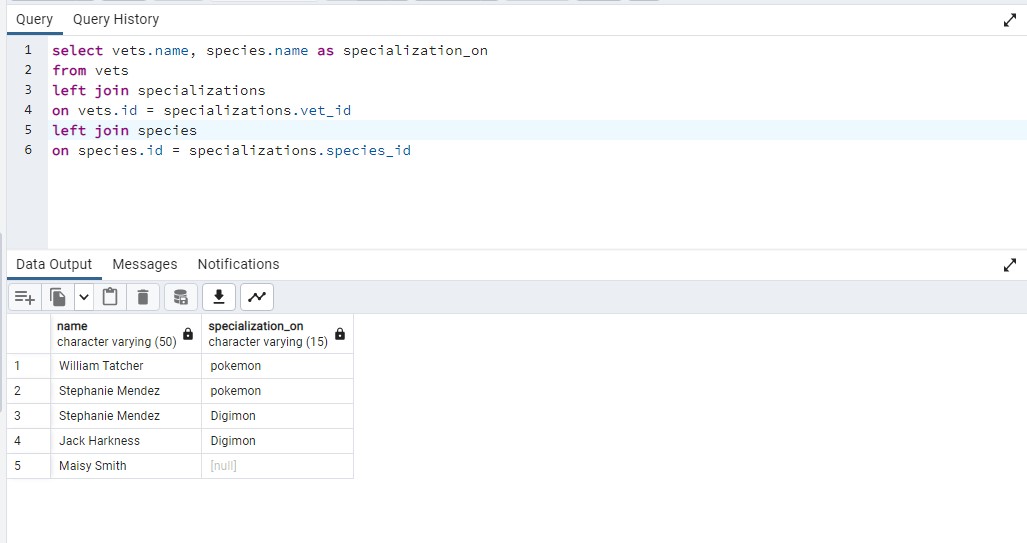 Query Query History
1 select vets.name, species.name as specialization_on
2 from vets
3 left join specializations
4 on vets.id = specializations.vet_id
5 left join species
6 on species.id = specializations.species_id
Data Output Messages Notifications
name specialization_on
character varying (50) character varying (15)
1 William Tatcher pokemon
2 Stephanie Mendez pokemon
3 Stephanie Mendez Digimon
4 Jack Harkness Digimon
5 Maisy Smith [null]